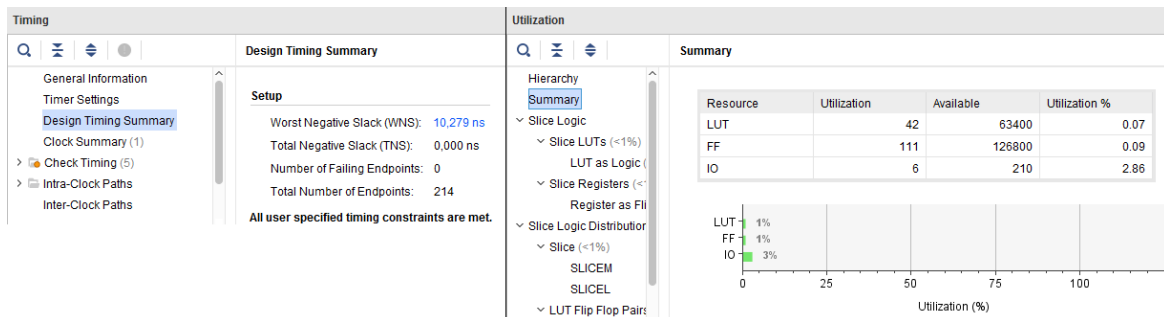 Timing
Design Timing Summary
General Information
Timer Settings
Design Timing Summary
Clock Summary (1)
Check Timing (5)
Intra-Clock Paths
Inter-Clock Paths
Setup
Worst Negative Slack (WNS): 10,279 ns
Total Negative Slack (TNS): 0,000 ns
Number of Failing Endpoints: 0
Total Number of Endpoints: 214
All user specified timing constraints are met.
Utilization
Summary
Hierarchy
Summary
Slice Logic
Slice LUTs (<1%)
LUT as Logic (
Slice Registers (<
Register as Fli
Slice Logic Distribution
Slice (<1%)
SLICEM
SLICEL
LUT Flip Flop Pairs
Resource Utilization Available Utilization %
LUT 42 63400 0.07
FF 111 126800 0.09
IO 6 210 2.86
LUT 1%
FF 1%
IO 3%
0 25 50 75 100
Utilization (%)